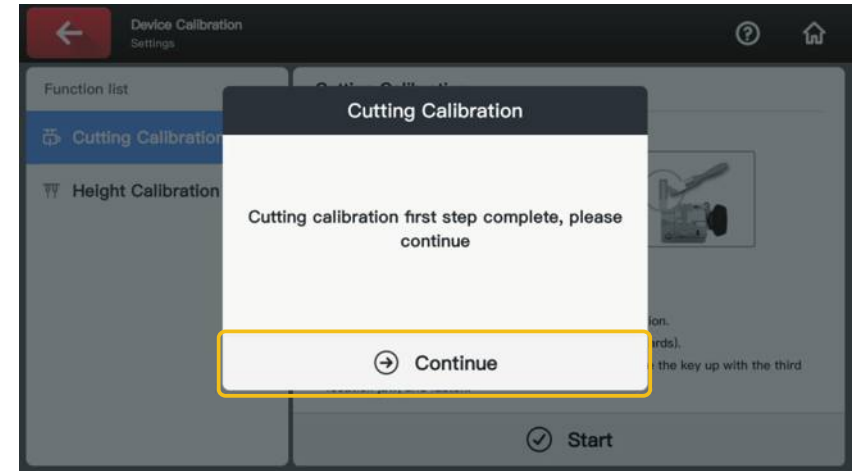 Device Calibration
Settings
Function list
Cutting Calibration
Height Calibration
Cutting Calibration
Cutting calibration first step complete, please
continue
Continue
ion.
ards).
the key up with the third
Start